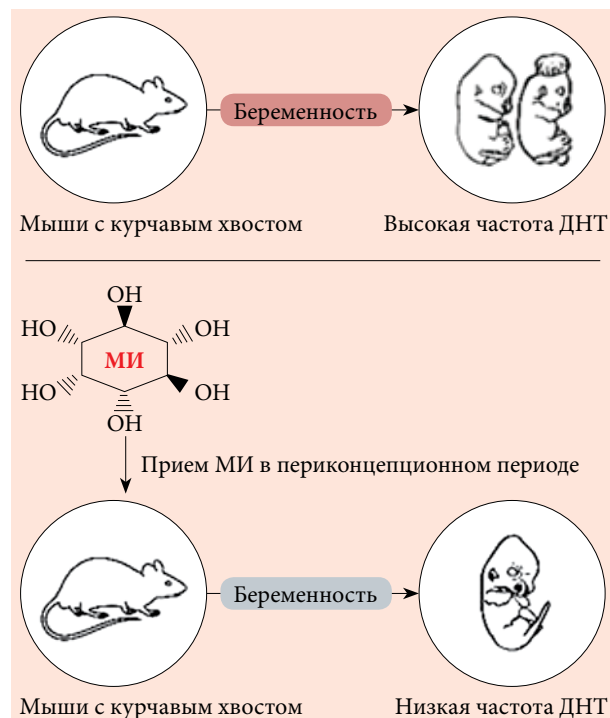 Беременность
Мыши с курчавым хвостом
Высокая частота ДНТ
OH
HO
OH
МИ
HO
OH
OH
Прием МИ в периконцепционном периоде
Беременность
Мыши с курчавым хвостом
Низкая частота ДНТ